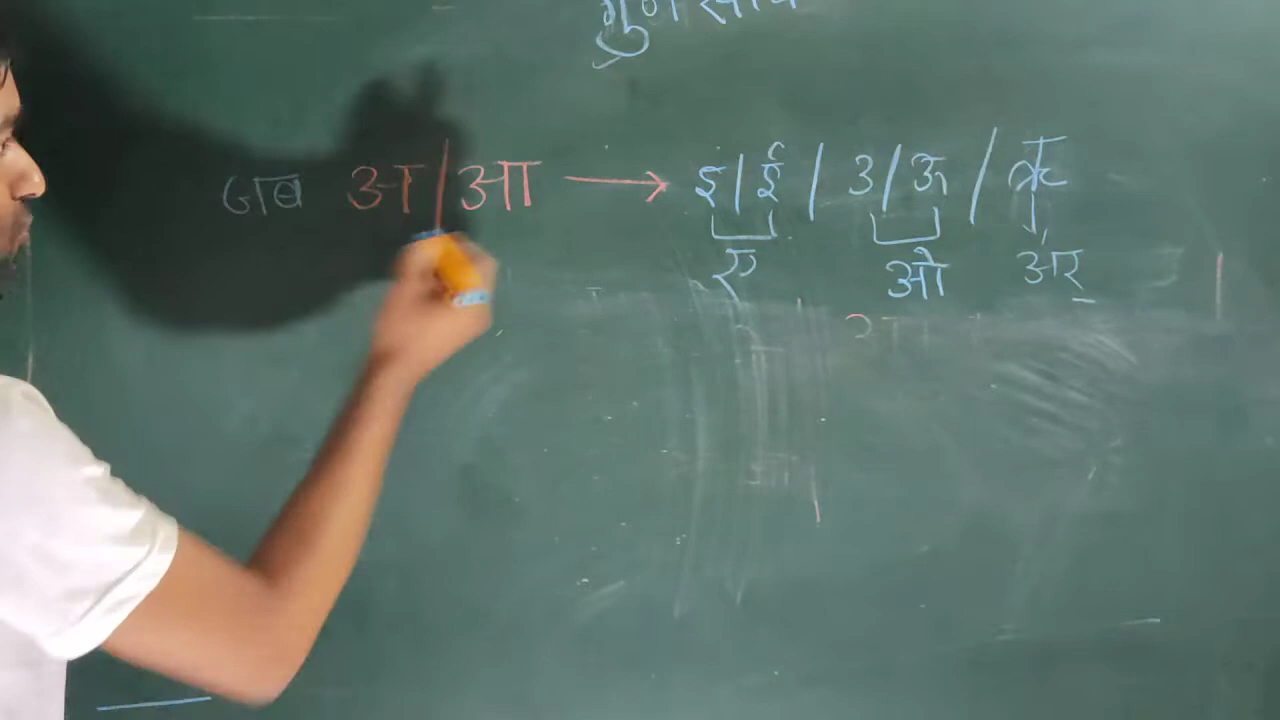 गुण संधि
जब अ/आ → इ/ई / उ/ऊ / ऋ
ए ओ अर